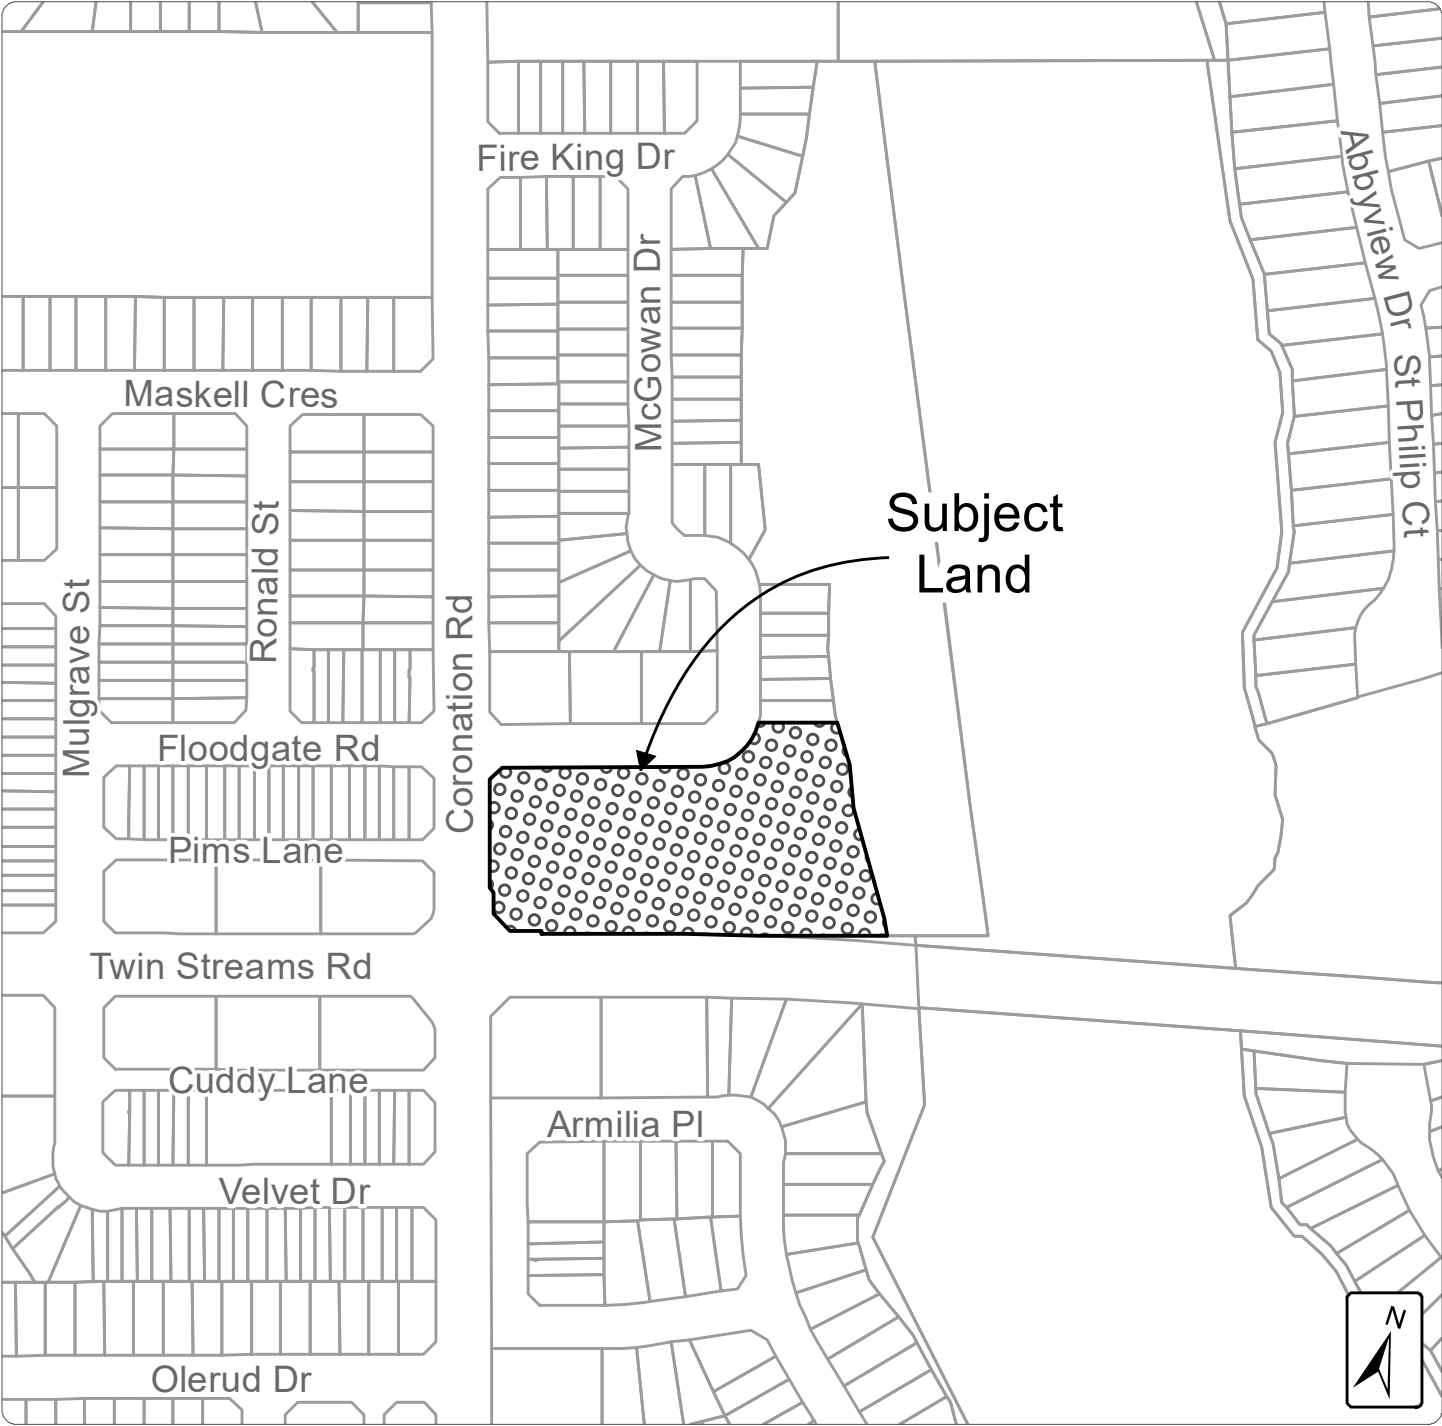 Fire King Dr
Abbyview Dr
McGowan Dr
St Philip Ct
Maskell Cres
Ronald St
Subject
Land
Mulgrave St
Coronation Rd
Floodgate Rd
Pims Lane
Twin Streams Rd
Cuddy Lane
Armilia Pl
Velvet Dr
N
Olerud Dr